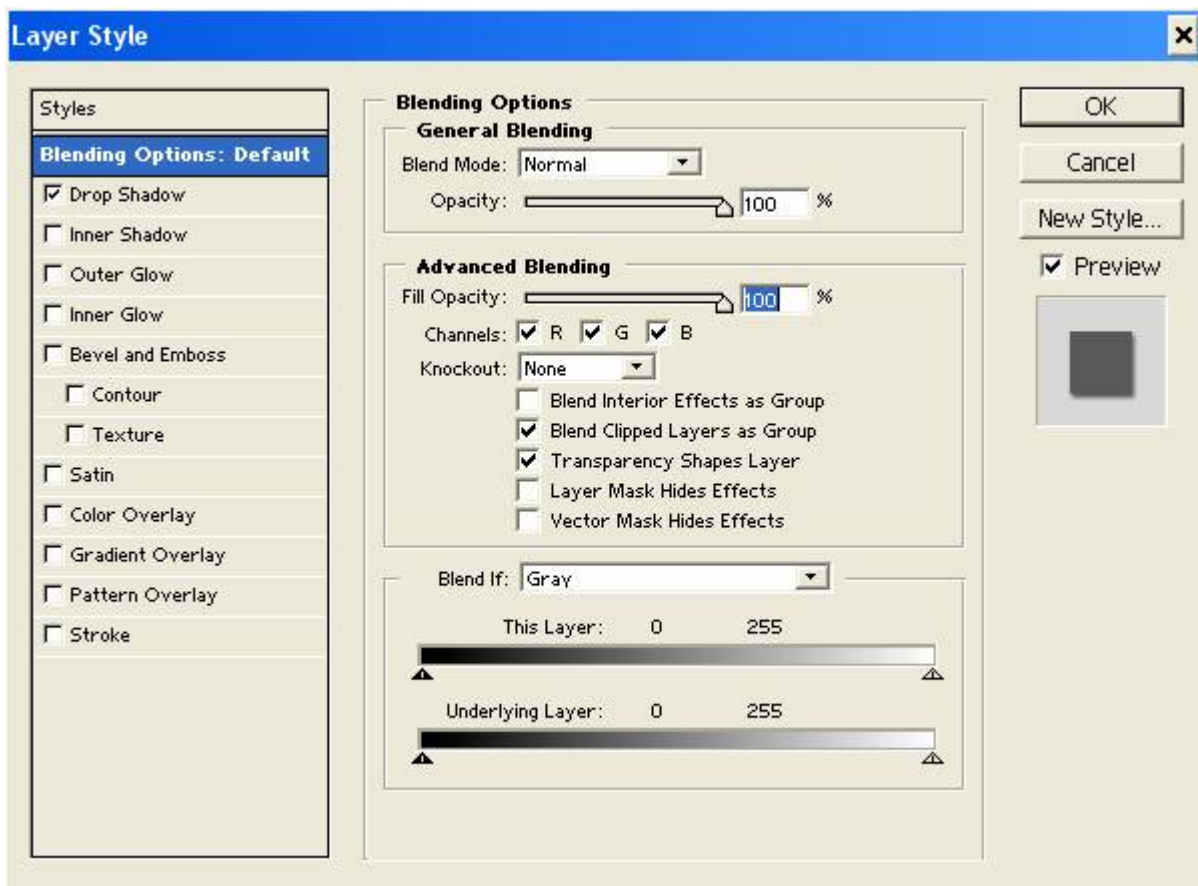 Layer Style
Styles
Blending Options: Default
Drop Shadow
Inner Shadow
Outer Glow
Inner Glow
Bevel and Emboss
Contour
Texture
Satin
Color Overlay
Gradient Overlay
Pattern Overlay
Stroke
Blending Options
General Blending
Blend Mode: Normal
Opacity: 100 %
Advanced Blending
Fill Opacity: 100 %
Channels: R G B
Knockout: None
Blend Interior Effects as Group
Blend Clipped Layers as Group
Transparency Shapes Layer
Layer Mask Hides Effects
Vector Mask Hides Effects
Blend If: Gray
This Layer: 0 255
Underlying Layer: 0 255
OK
Cancel
New Style...
Preview